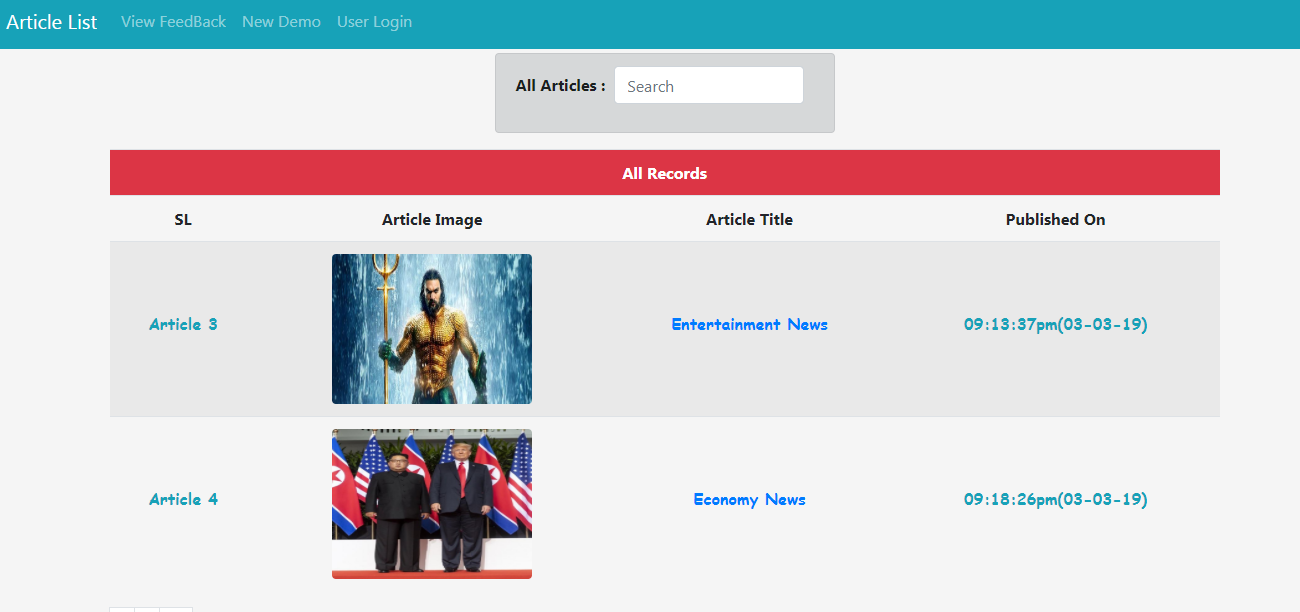 Article List View FeedBack New Demo User Login
All Articles : Search
All Records
SL Article Image Article Title Published On
Article 3 Entertainment News 09:13:37pm(03-03-19)
Article 4 Economy News 09:18:26pm(03-03-19)